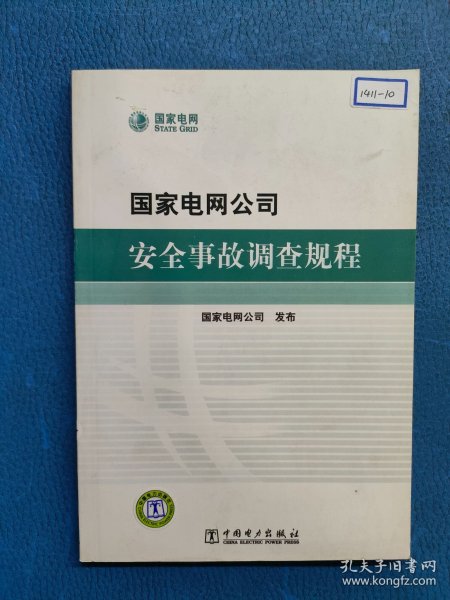 1411-10
国家电网
STATE GRID
国家电网公司
安全事故调查规程
国家电网公司 发布
中国电力出版社
CHINA ELECTRIC POWER PRESS
孔夫子旧书网
www.kongfz.com